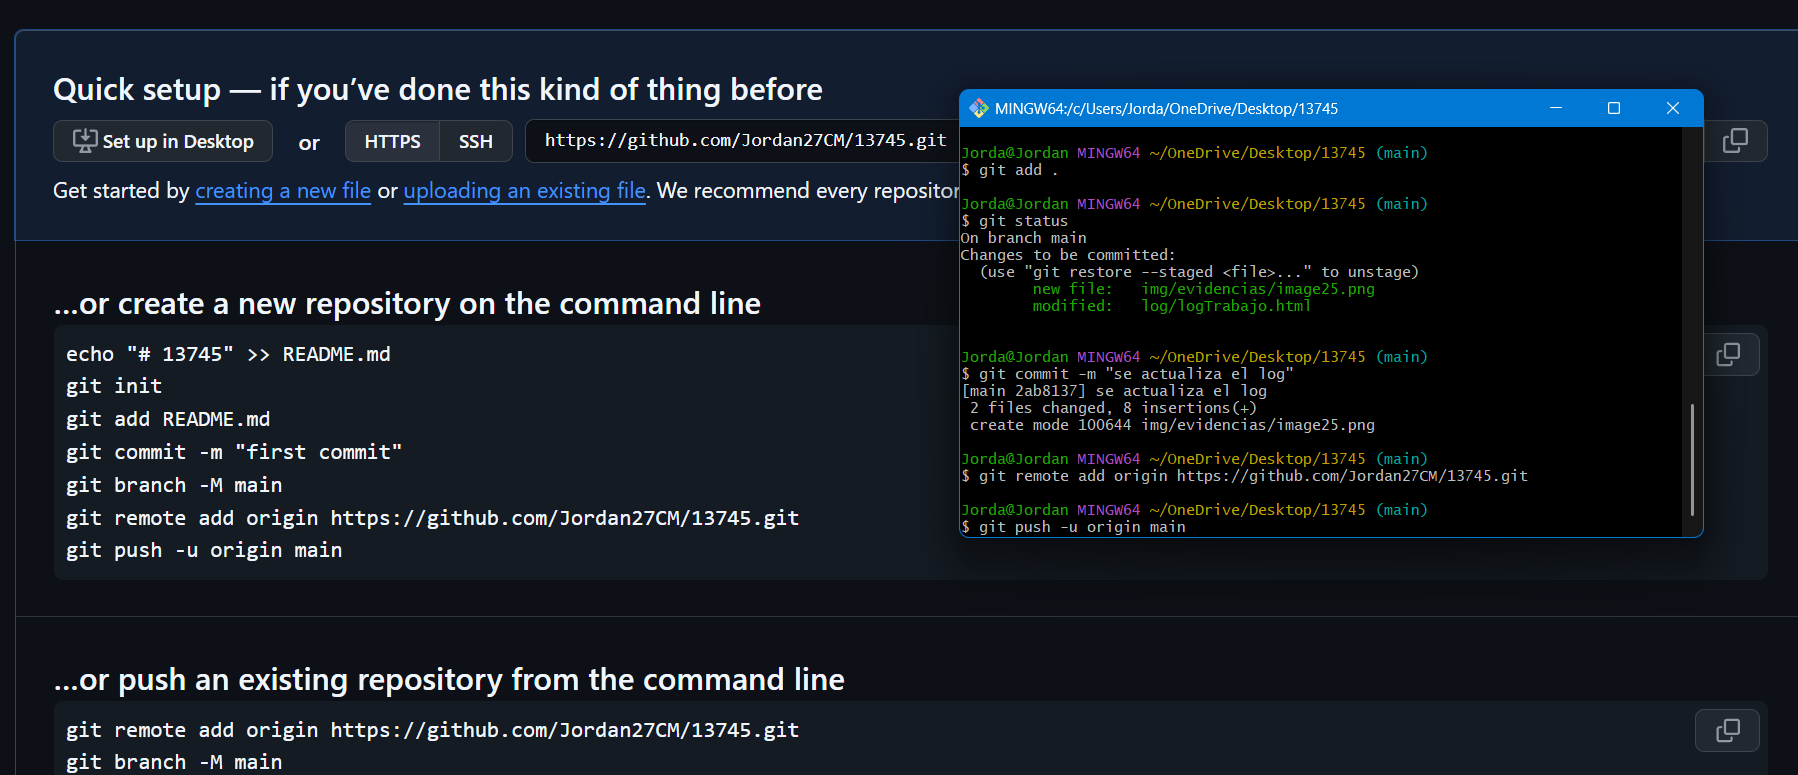 Quick setup — if you’ve done this kind of thing before
Set up in Desktop or HTTPS SSH https://github.com/Jordan27CM/13745.git
Get started by creating a new file or uploading an existing file. We recommend every
…or create a new repository on the command line
echo "# 13745" >> README.md
git init
git add README.md
git commit -m "first commit"
git branch -M main
git remote add origin https://github.com/Jordan27CM/13745.git
git push -u origin main
…or push an existing repository from the command line
git remote add origin https://github.com/Jordan27CM/13745.git
git branch -M main
MINGW64:/c/Users/Jorda/OneDrive/Desktop/13745
Jorda@Jordan MINGW64 ~/OneDrive/Desktop/13745 (main)
$ git add .
Jorda@Jordan MINGW64 ~/OneDrive/Desktop/13745 (main)
$ git status
On branch main
Changes to be committed:
(use "git restore --staged <file>..." to unstage)
new file: img/evidencias/image25.png
modified: log/logTrabajo.html
Jorda@Jordan MINGW64 ~/OneDrive/Desktop/13745 (main)
$ git commit -m "se actualiza el log"
[main 2ab8137] se actualiza el log
2 files changed, 8 insertions(+)
create mode 100644 img/evidencias/image25.png
Jorda@Jordan MINGW64 ~/OneDrive/Desktop/13745 (main)
$ git remote add origin https://github.com/Jordan27CM/13745.git
Jorda@Jordan MINGW64 ~/OneDrive/Desktop/13745 (main)
$ git push -u origin main